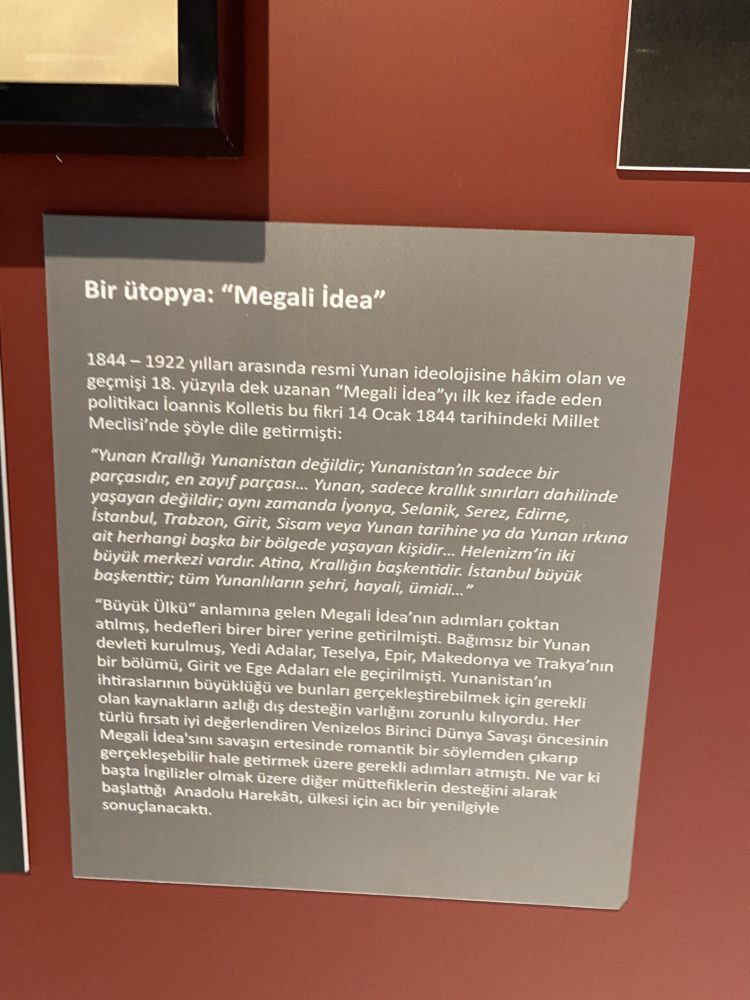 Bir ütopya: “Megali İdea”
1844 – 1922 yılları arasında resmi Yunan ideolojisine hâkim olan ve
geçmişi 18. yüzyıla dek uzanan “Megali İdea”yı ilk kez ifade eden
politikacı İoannis Kolletis bu fikri 14 Ocak 1844 tarihindeki Millet
Meclisi’nde şöyle dile getirmişti:
“Yunan Krallığı Yunanistan değildir; Yunanistan’ın sadece bir
parçasıdır, en zayıf parçası... Yunan, sadece krallık sınırları dahilinde
yaşayan değildir; aynı zamanda İyonya, Selanik, Serez, Edirne,
İstanbul, Trabzon, Girit, Sisam veya Yunan tarihine ya da Yunan ırkına
ait herhangi başka bir bölgede yaşayan kişidir... Helenizm’in iki
büyük merkezi vardır. Atina, Krallığın başkentidir. İstanbul büyük
başkenttir; tüm Yunanlıların şehri, hayali, ümidi...”
“Büyük Ülkü“ anlamına gelen Megali İdea’nın adımları çoktan
atılmış, hedefleri birer birer yerine getirilmişti. Bağımsız bir Yunan
devleti kurulmuş, Yedi Adalar, Teselya, Epir, Makedonya ve Trakya’nın
bir bölümü, Girit ve Ege Adaları ele geçirilmişti. Yunanistan’ın
ihtiraslarının büyüklüğü ve bunları gerçekleştirebilmek için gerekli
olan kaynakların azlığı dış desteğin varlığını zorunlu kılıyordu. Her
türlü fırsatı iyi değerlendiren Venizelos Birinci Dünya Savaşı öncesinin
Megali İdea'sını savaşın ertesinde romantik bir söylemden çıkarıp
gerçekleşebilir hale getirmek üzere gerekli adımları atmıştı. Ne var ki
başta İngilizler olmak üzere diğer müttefiklerin desteğini alarak
başlattığı Anadolu Harekâtı, ülkesi için acı bir yenilgiyle
sonuçlanacaktı.